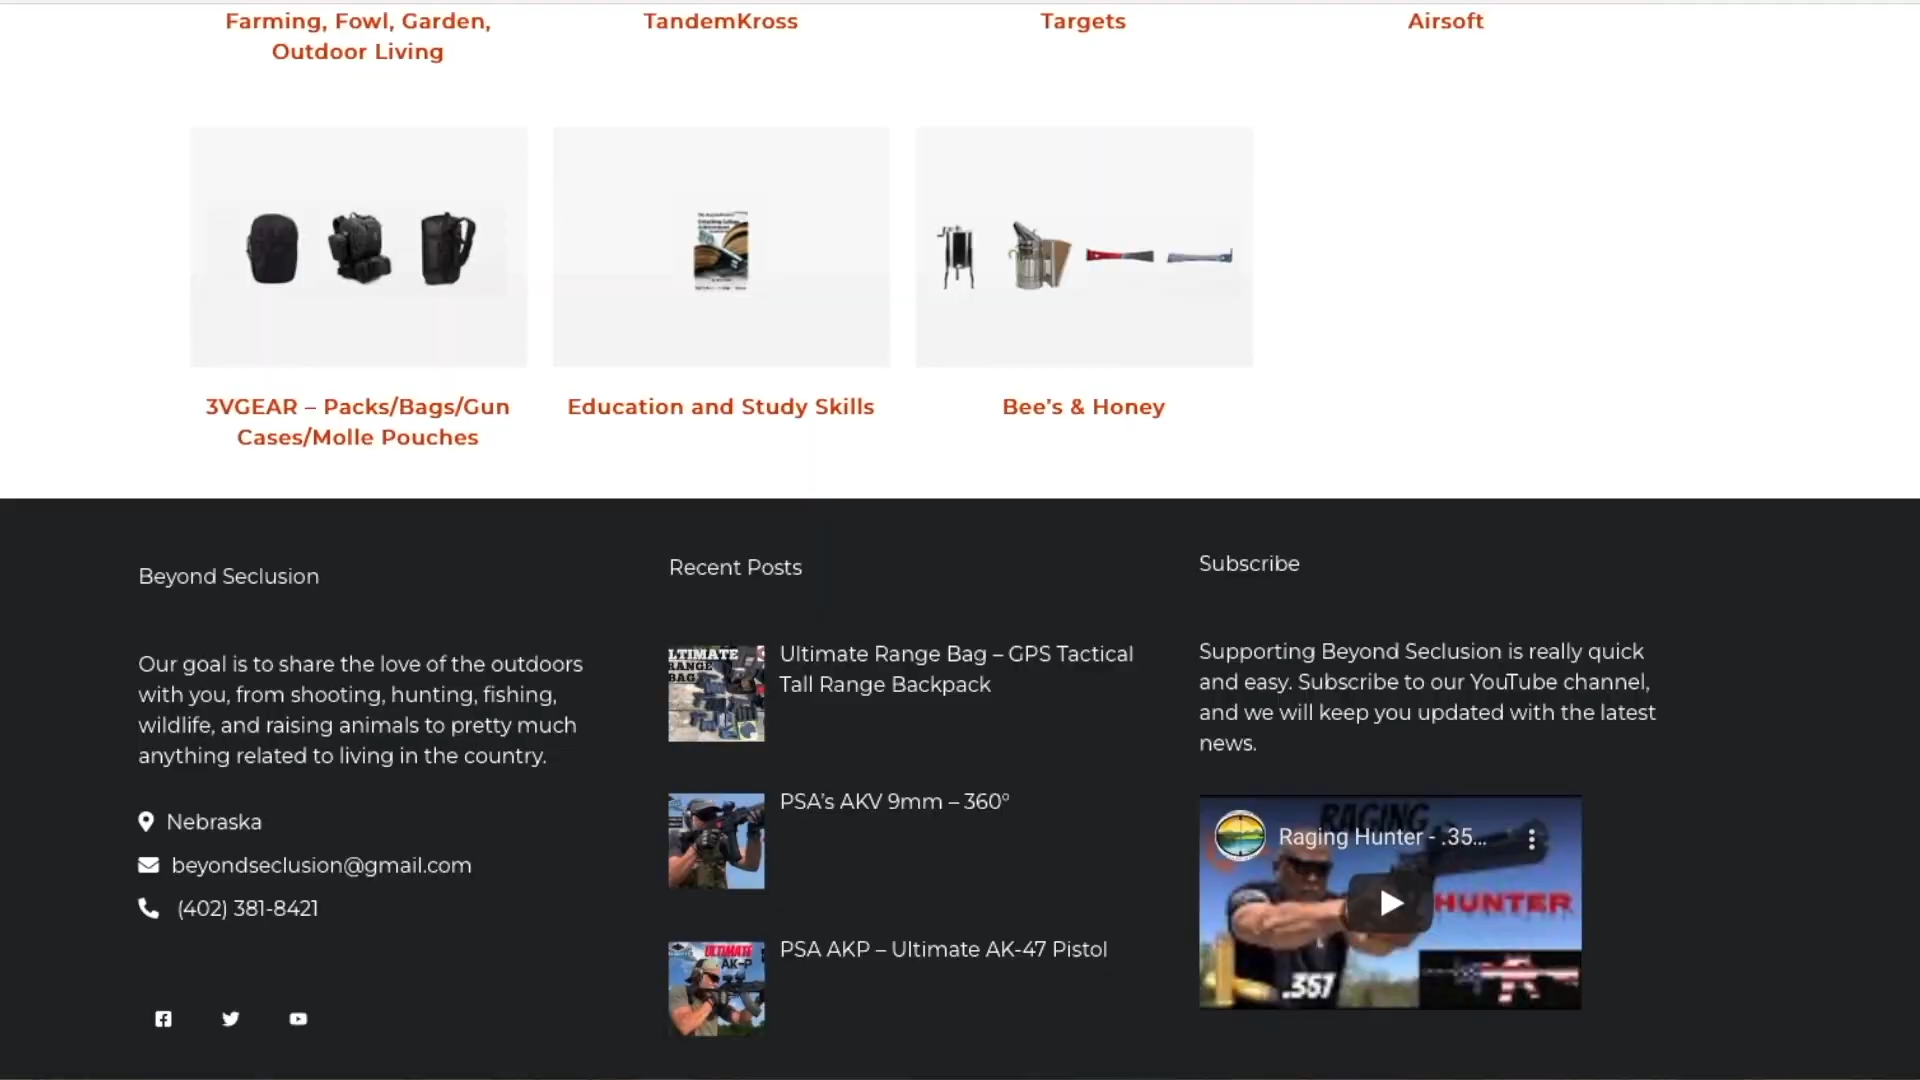 Farming, Fowl, Garden,
Outdoor Living
TandemKross
Targets
Airsoft
3VGEAR – Packs/Bags/Gun
Cases/Molle Pouches
Education and Study Skills
Bee's & Honey
Beyond Seclusion
Our goal is to share the love of the outdoors
with you, from shooting, hunting, fishing,
wildlife, and raising animals to pretty much
anything related to living in the country.
Nebraska
beyondseclusion@gmail.com
(402) 381-8421
Recent Posts
LTIMATE
RANGE
BAG
Ultimate Range Bag – GPS Tactical
Tall Range Backpack
PSA's AKV 9mm – 360°
ULTIMATE
AK-P
PSA AKP – Ultimate AK-47 Pistol
Subscribe
Supporting Beyond Seclusion is really quick
and easy. Subscribe to our YouTube channel,
and we will keep you updated with the latest
news.
RAGING
Raging Hunter - .35...
HUNTER
.357